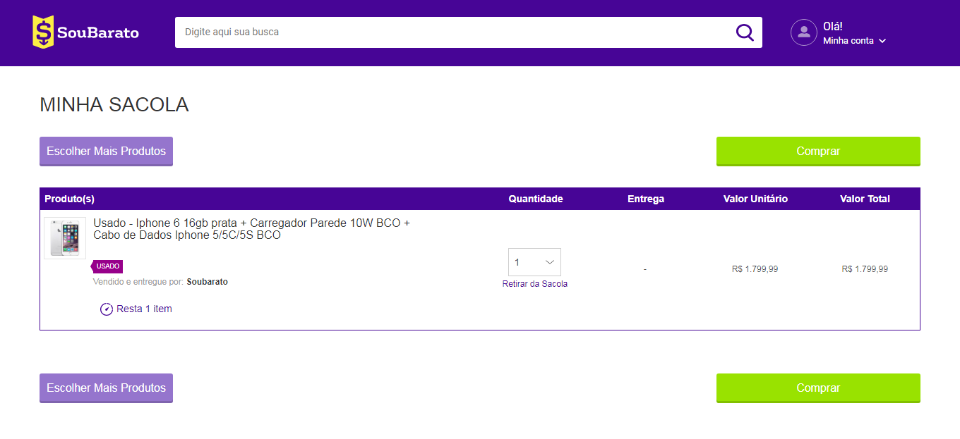 SouBarato
Digite aqui sua busca
Olá!
Minha conta
MINHA SACOLA
Escolher Mais Produtos
Comprar
Produto(s) Quantidade Entrega Valor Unitário Valor Total
Usado - Iphone 6 16gb prata + Carregador Parede 10W BCO +
Cabo de Dados Iphone 5/5C/5S BCO
USADO
Vendido e entregue por: Soubarato
1
Retirar da Sacola
-
R$ 1.799,99
R$ 1.799,99
Resta 1 item
Escolher Mais Produtos
Comprar